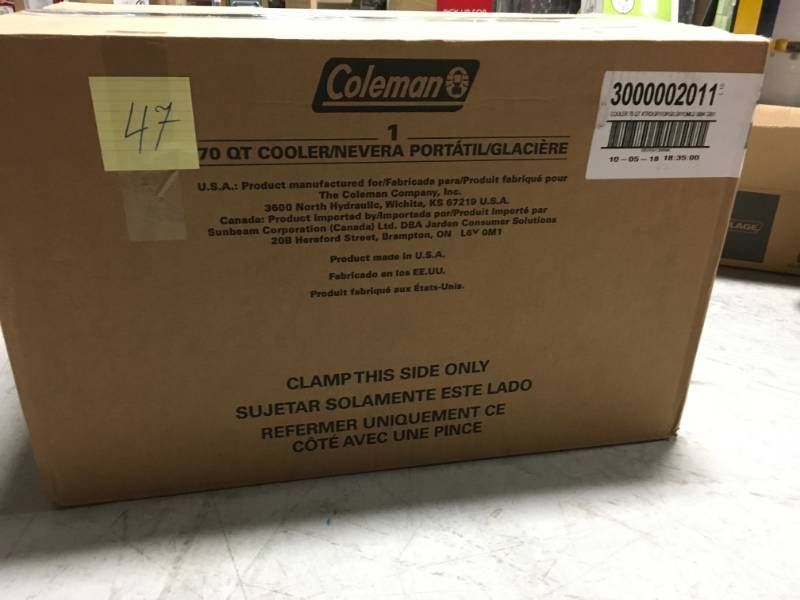 PICK UP FOR
Coleman
47
3000002011
10-05-18 18:35:00
1
70 QT COOLER/NEVERA PORTÁTIL/GLACIÈRE
U.S.A.: Product manufactured for/Fabricada para/Produit fabriqué pour
The Coleman Company, Inc.
3600 North Hydraulic, Wichita, KS 67219 U.S.A.
Canada: Product imported by/Importada por/Produit importé par
Sunbeam Corporation (Canada) Ltd. DBA Jarden Consumer Solutions
20B Hereford Street, Brampton, ON L6Y 0M1
Product made in U.S.A.
Fabricado en los EE.UU.
Produit fabriqué aux États-Unis.
CLAMP THIS SIDE ONLY
SUJETAR SOLAMENTE ESTE LADO
REFERMER UNIQUEMENT CE
CÔTÉ AVEC UNE PINCE